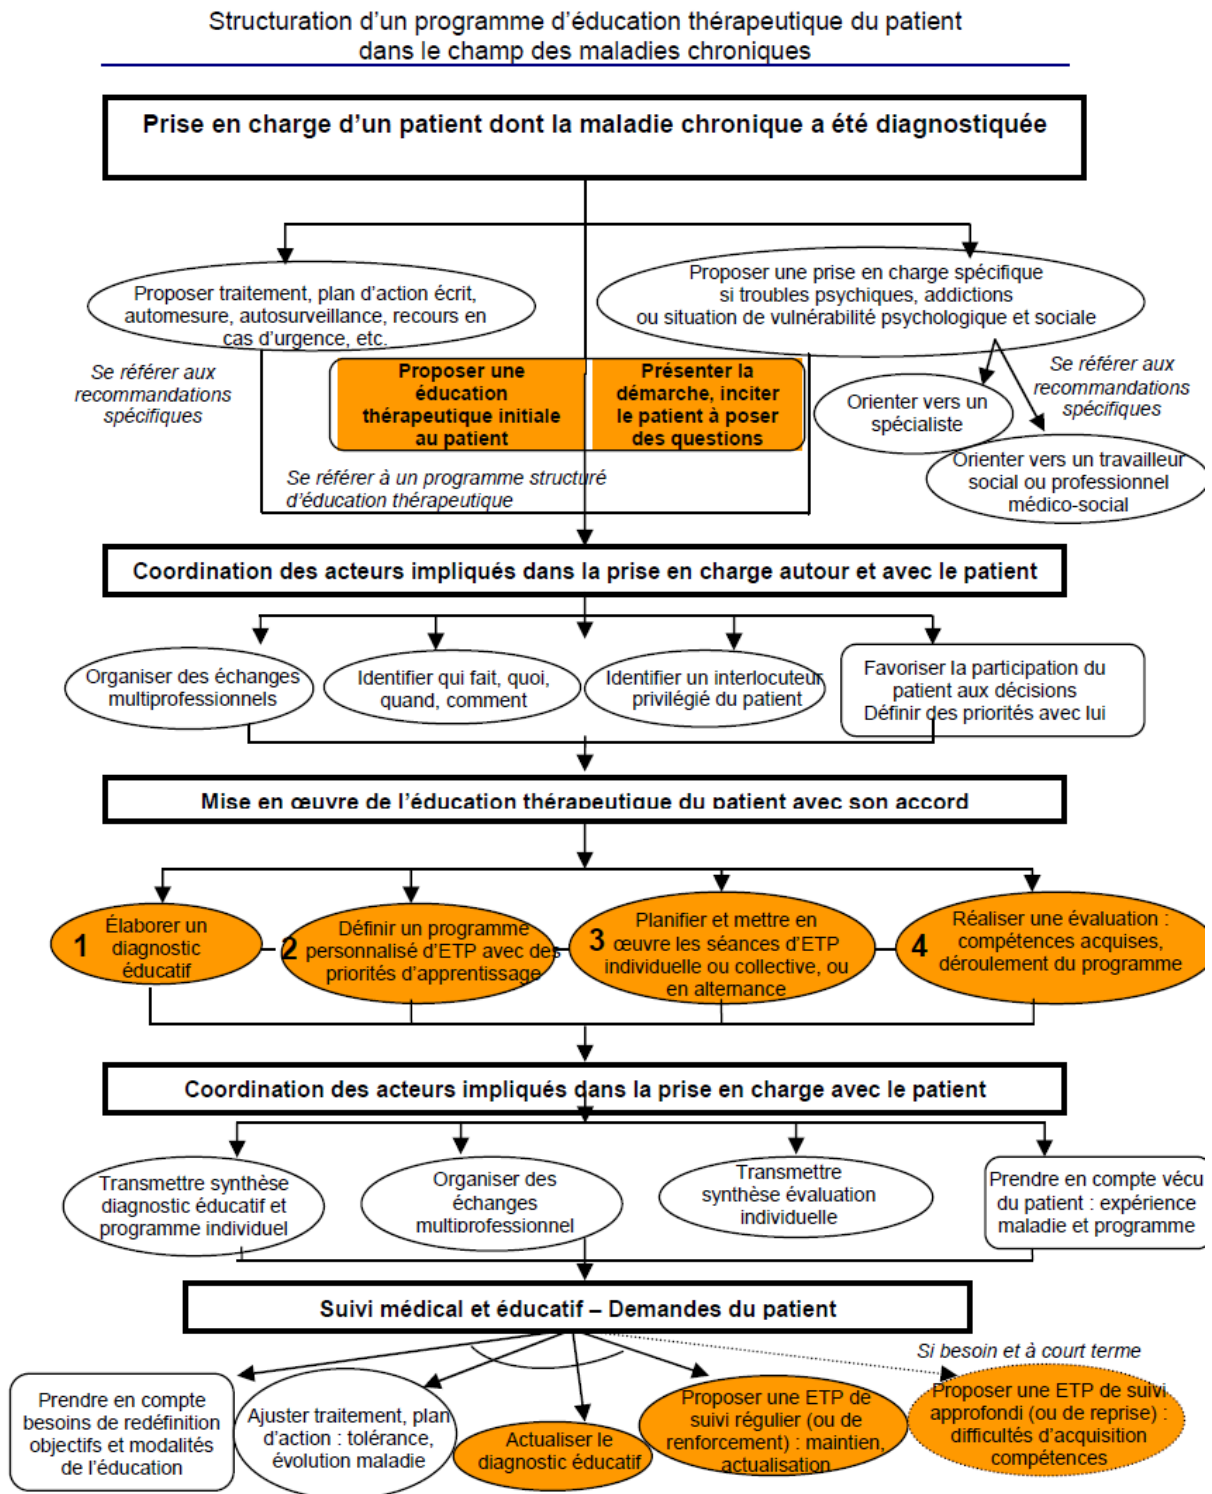 Structuration d'un programme d'éducation thérapeutique du patient
dans le champ des maladies chroniques
Prise en charge d'un patient dont la maladie chronique a été diagnostiquée
Proposer traitement, plan d'action écrit,
automesure, autosurveillance, recours en
cas d'urgence, etc.
Proposer une prise en charge spécifique
si troubles psychiques, addictions
ou situation de vulnérabilité psychologique et sociale
Se référer aux
recommandations
spécifiques
Proposer une
éducation
thérapeutique initiale
au patient
Présenter la
démarche, inciter
le patient à poser
des questions
Se référer aux
recommandations
spécifiques
Orienter vers un
spécialiste
Orienter vers un travailleur
social ou professionnel
médico-social
Se référer à un programme structuré
d'éducation thérapeutique
Coordination des acteurs impliqués dans la prise en charge autour et avec le patient
Organiser des échanges
multiprofessionnels
Identifier qui fait, quoi,
quand, comment
Identifier un interlocuteur
privilégié du patient
Favoriser la participation du
patient aux décisions
Définir des priorités avec lui
Mise en œuvre de l'éducation thérapeutique du patient avec son accord
1
Élaborer un
diagnostic
éducatif
2
Définir un programme
personnalisé d'ETP avec des
priorités d'apprentissage
3
Planifier et mettre en
œuvre les séances d'ETP
individuelle ou collective, ou
en alternance
4
Réaliser une évaluation :
compétences acquises,
déroulement du programme
Coordination des acteurs impliqués dans la prise en charge avec le patient
Transmettre synthèse
diagnostic éducatif et
programme individuel
Organiser des
échanges
multiprofessionnel
Transmettre
synthèse évaluation
individuelle
Prendre en compte vécu
du patient : expérience
maladie et programme
Suivi médical et éducatif – Demandes du patient
Si besoin et à court terme
Prendre en compte
besoins de redéfinition
objectifs et modalités
de l'éducation
Ajuster traitement, plan
d'action : tolérance,
évolution maladie
Actualiser le
diagnostic éducatif
Proposer une ETP de
suivi régulier (ou de
renforcement) : maintien,
actualisation
Proposer une ETP de suivi
approfondi (ou de reprise) :
difficultés d'acquisition
compétences